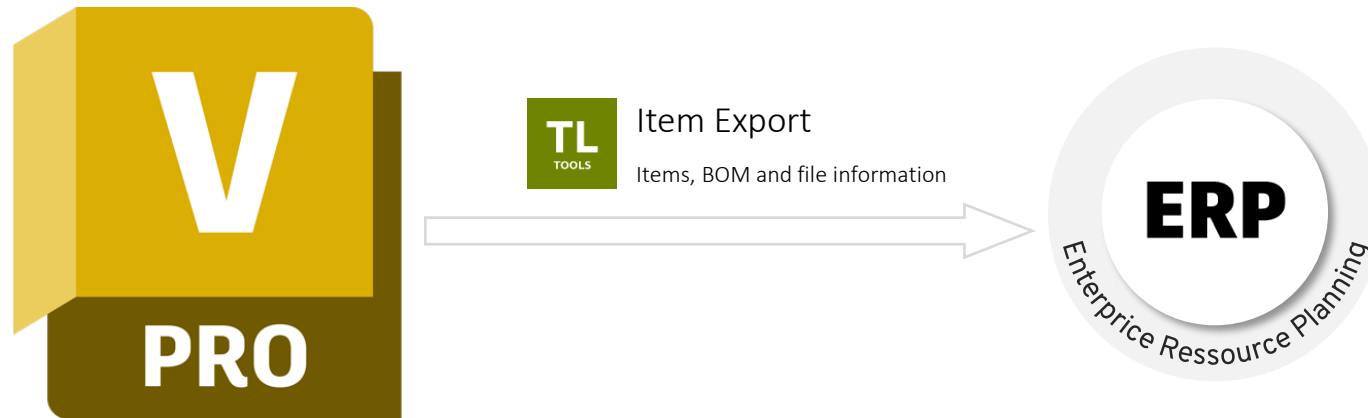 V
PRO
TL
TOOLS
Item Export
Items, BOM and file information
ERP
Enterprice Ressource Planning